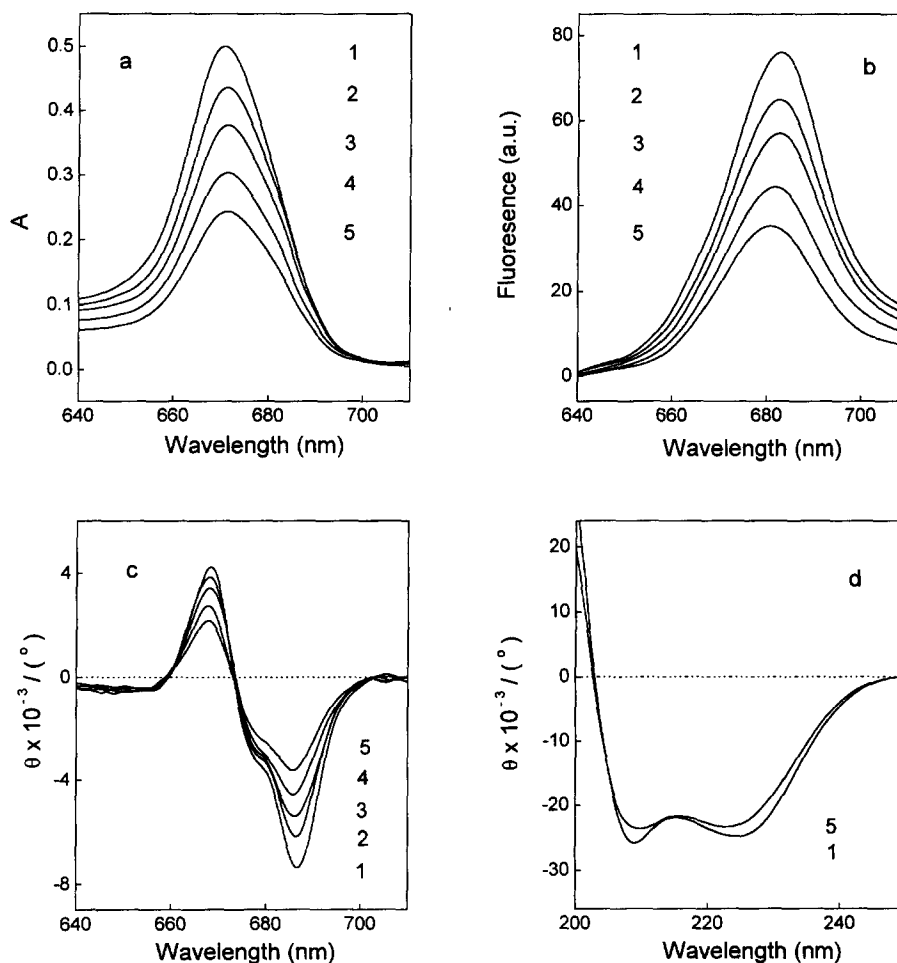 a
1
2
3
4
5
0.5
0.4
0.3
0.2
0.1
0.0
A
640 660 680 700
Wavelength (nm)
b
1
2
3
4
5
80
60
40
20
0
Fluoresence (a.u.)
640 660 680 700
Wavelength (nm)
c
4
0
-4
-8
θ x 10⁻³ / (°)
5
4
3
2
1
640 660 680 700
Wavelength (nm)
d
20
10
0
-10
-20
-30
θ x 10⁻³ / (°)
5
1
200 220 240
Wavelength (nm)